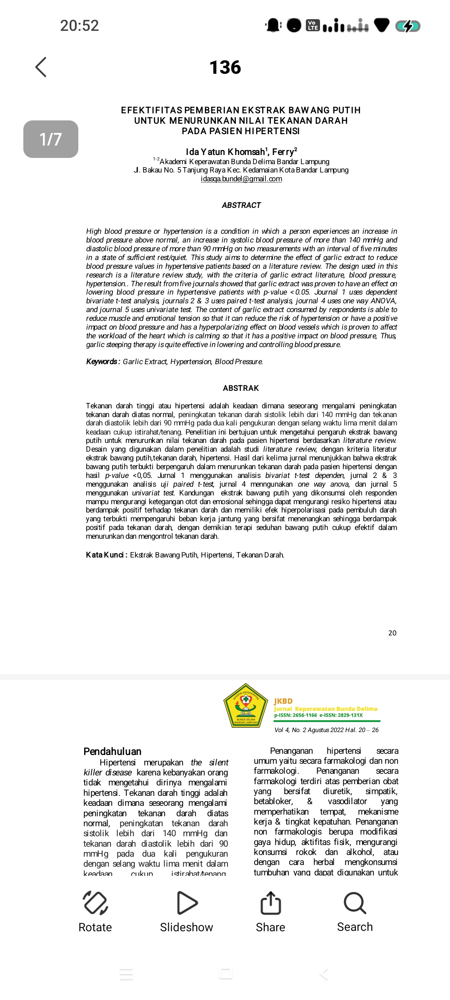 20:52
Vo
LTE
136
1/7
EFEKTIFITAS PEMBERIAN EKSTRAK BAWANG PUTIH
UNTUK MENURUNKAN NILAI TEKANAN DARAH
PADA PASIEN HIPERTENSI
Ida Yatun Khomsah1, Ferry2
1-2Akademi Keperawatan Bunda Delima Bandar Lampung
Jl. Bakau No. 5 Tanjung Raya Kec. Kedamaian Kota Bandar Lampung
idasqa.bundel@gmail.com
ABSTRACT
High blood pressure or hypertension is a condition in which a person experiences an increase in
blood pressure above normal, an increase in systolic blood pressure of more than 140 mmHg and
diastolic blood pressure of more than 90 mmHg on two measurements with an interval of five minutes
in a state of sufficient rest/quiet. This study aims to determine the effect of garlic extract to reduce
blood pressure values in hypertensive patients based on a literature review. The design used in this
research is a literature review study, with the criteria of garlic extract literature, blood pressure,
hypertension.. The result from five journals showed that garlic extract was proven to have an effect on
lowering blood pressure in hypertensive patients with p-value <0.05. Journal 1 uses dependent
bivariate t-test analysis, journals 2 & 3 uses paired t-test analysis, journal 4 uses one way ANOVA,
and journal 5 uses univariate test. The content of garlic extract consumed by respondents is able to
reduce muscle and emotional tension so that it can reduce the risk of hypertension or have a positive
impact on blood pressure and has a hyperpolarizing effect on blood vessels which is proven to affect
the workload of the heart which is calming so that it has a positive impact on blood pressure, Thus,
garlic steeping therapy is quite effective in lowering and controlling blood pressure.
Keywords : Garlic Extract, Hypertension, Blood Pressure.
ABSTRAK
Tekanan darah tinggi atau hipertensi adalah keadaan dimana seseorang mengalami peningkatan
tekanan darah diatas normal, peningkatan tekanan darah sistolik lebih dari 140 mmHg dan tekanan
darah diastolik lebih dari 90 mmHg pada dua kali pengukuran dengan selang waktu lima menit dalam
keadaan cukup istirahat/tenang. Penelitian ini bertujuan untuk mengetahui pengaruh ekstrak bawang
putih untuk menurunkan nilai tekanan darah pada pasien hipertensi berdasarkan literature review.
Desain yang digunakan dalam penelitian adalah studi literature review, dengan kriteria literatur
ekstrak bawang putih,tekanan darah, hipertensi. Hasil dari kelima jurnal menunjukkan bahwa ekstrak
bawang putih terbukti berpengaruh dalam menurunkan tekanan darah pada pasien hipertensi dengan
hasil p-value <0,05. Jurnal 1 menggunakan analisis bivariat t-test dependen, jurnal 2 & 3
menggunakan analisis uji paired t-test, jurnal 4 menngunakan one way anova, dan jurnal 5
menggunakan univariat test. Kandungan ekstrak bawang putih yang dikonsumsi oleh responden
mampu mengurangi ketegangan otot dan emosional sehingga dapat mengurangi resiko hipertensi atau
berdampak positif terhadap tekanan darah dan memiliki efek hiperpolarisasi pada pembuluh darah
yang terbukti mempengaruhi beban kerja jantung yang bersifat menenangkan sehingga berdampak
positif pada tekanan darah, dengan demikian terapi seduhan bawang putih cukup efektif dalam
menurunkan dan mengontrol tekanan darah.
Kata Kunci : Ekstrak Bawang Putih, Hipertensi, Tekanan Darah.
20
AKADEMI KEPERAWATAN
BUNDA DELIMA
BANDAR LAMPUNG
JKBD
Jurnal Keperawatan Bunda Delima
p-ISSN: 2656-1166 e-ISSN: 2829-131X
Vol 4, No. 2 Agustus 2022 Hal. 20 – 26
Pendahuluan
Hipertensi merupakan the silent
killer disease karena kebanyakan orang
tidak mengetahui dirinya mengalami
hipertensi. Tekanan darah tinggi adalah
keadaan dimana seseorang mengalami
peningkatan tekanan darah diatas
normal, peningkatan tekanan darah
sistolik lebih dari 140 mmHg dan
tekanan darah diastolik lebih dari 90
mmHg pada dua kali pengukuran
dengan selang waktu lima menit dalam
keadaan cukup istirahat/tenang.
Penanganan hipertensi secara
umum yaitu secara farmakologi dan non
farmakologi. Penanganan secara
farmakologi terdiri atas pemberian obat
yang bersifat diuretik, simpatik,
betabloker, & vasodilator yang
memperhatikan tempat, mekanisme
kerja & tingkat kepatuhan. Penanganan
non farmakologis berupa modifikasi
gaya hidup, aktifitas fisik, mengurangi
konsumsi rokok dan alkohol, atau
dengan cara herbal mengkonsumsi
tumbuhan yang dapat digunakan untuk
Rotate
Slideshow
Share
Search